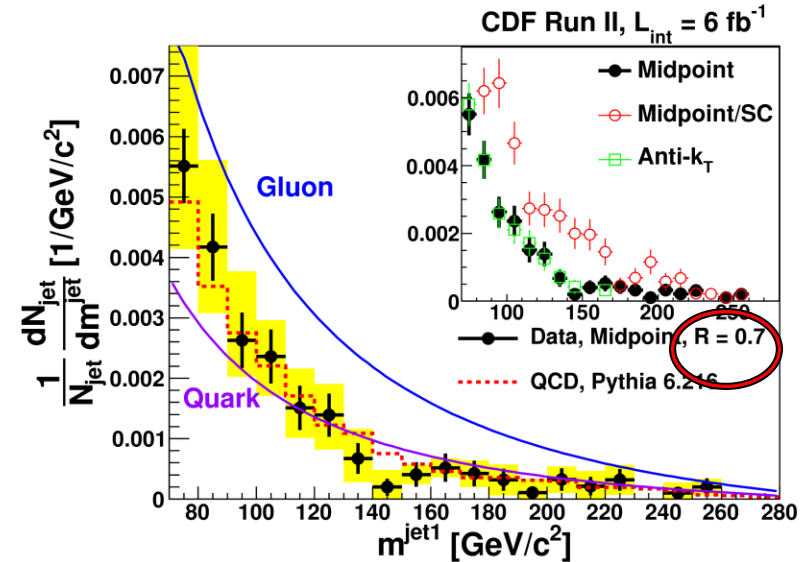 CDF Run II, L_int = 6 fb^-1
0.007
0.006
0.005
0.004
0.003
0.002
0.001
0
1/N_jet dN_jet/dm^jet [1/GeV/c^2]
Gluon
Quark
0.006
0.004
0.002
0
100
150
200
250
Midpoint
Midpoint/SC
Anti-k_T
Data, Midpoint, R = 0.7
QCD, Pythia 6.216
80 100 120 140 160 180 200 220 240 260 280
m^jet1 [GeV/c^2]